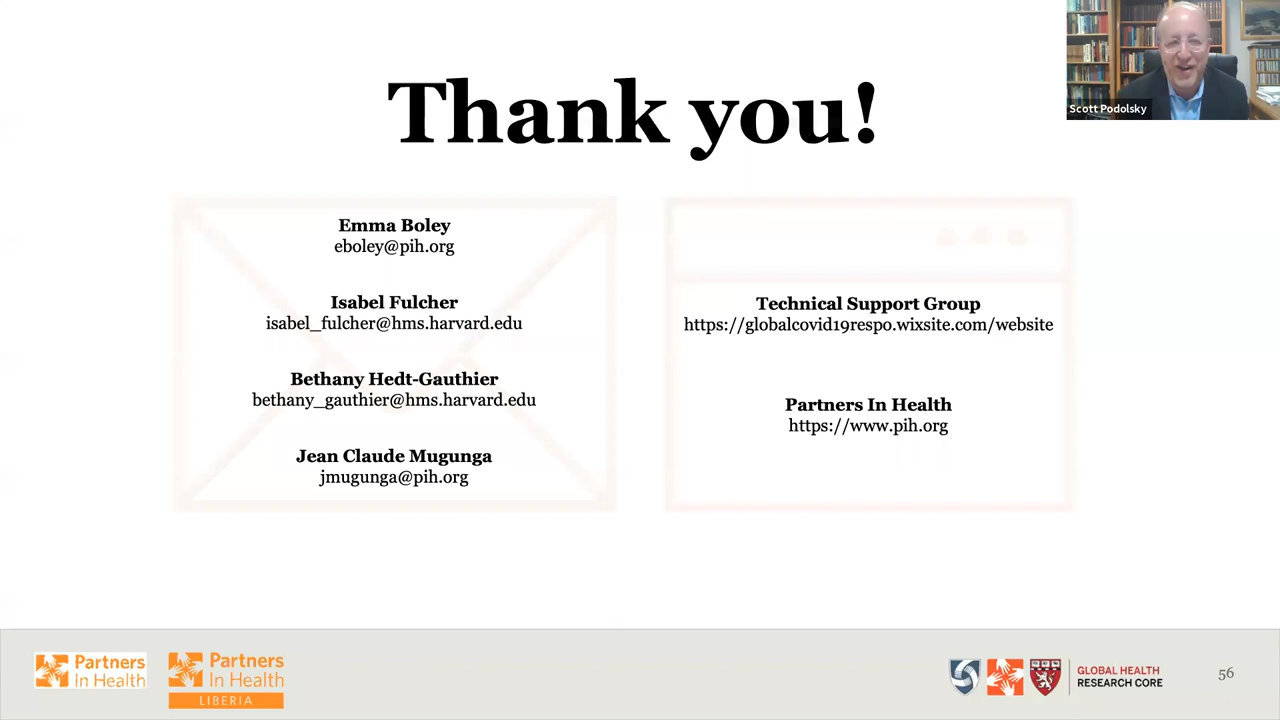 Thank you!
Scott Podolsky
Emma Boley
eboley@pih.org
Isabel Fulcher
isabel_fulcher@hms.harvard.edu
Bethany Hedt-Gauthier
bethany_gauthier@hms.harvard.edu
Jean Claude Mugunga
jmugunga@pih.org
Technical Support Group
https://globalcovid19respo.wixsite.com/website
Partners In Health
https://www.pih.org
Partners
In Health
Partners
In Health
LIBERIA
GLOBAL HEALTH
RESEARCH CORE
56